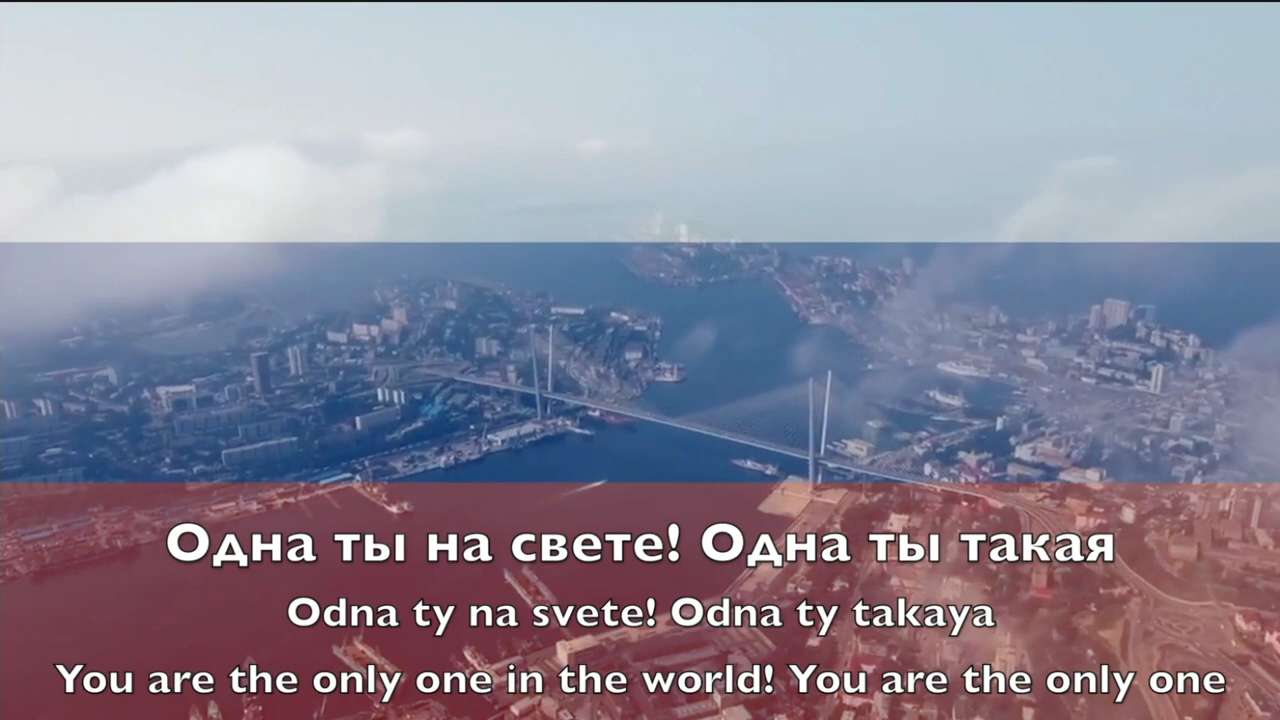 Одна ты на свете! Одна ты такая
Odna ty na svete! Odna ty takaya
You are the only one in the world! You are the only one